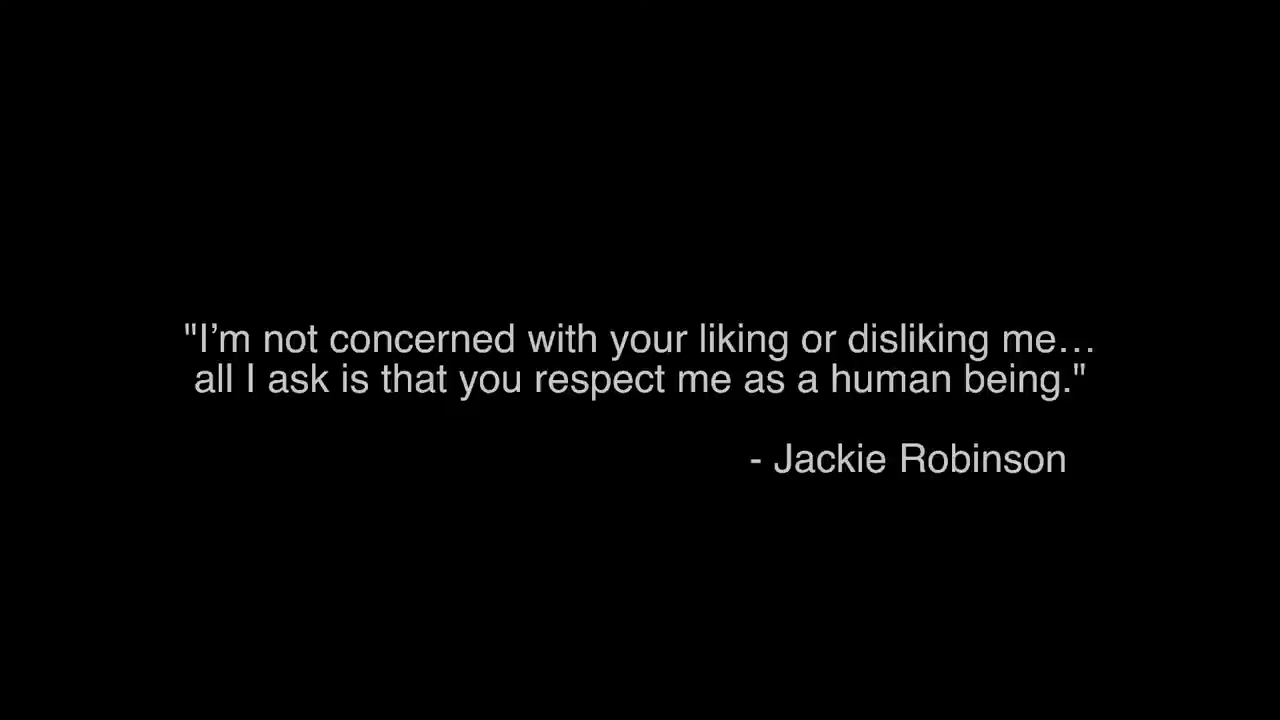 "I’m not concerned with your liking or disliking me…
all I ask is that you respect me as a human being."
- Jackie Robinson